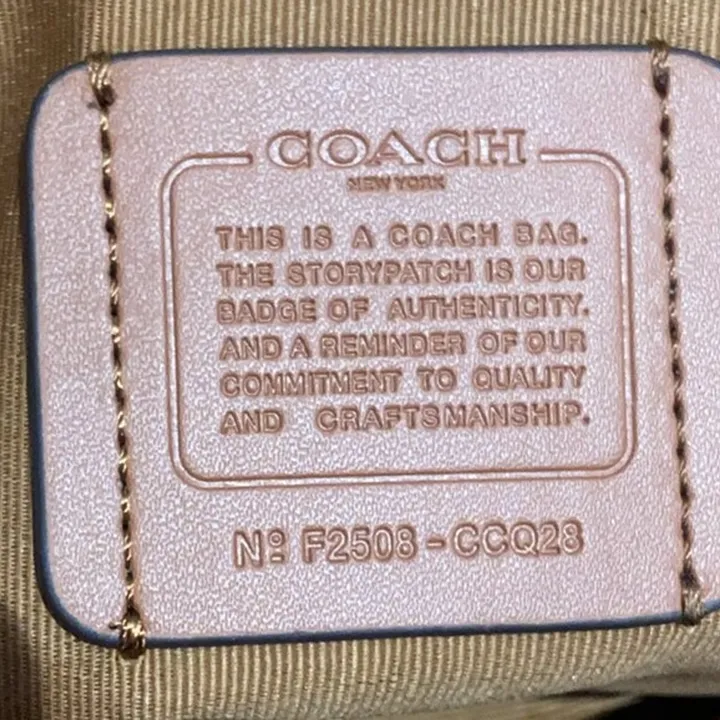 COACH
NEW YORK
THIS IS A COACH BAG.
THE STORYPATCH IS OUR
BADGE OF AUTHENTICITY.
AND A REMINDER OF OUR
COMMITMENT TO QUALITY
AND CRAFTSMANSHIP.
Nº F2508-CCQ28